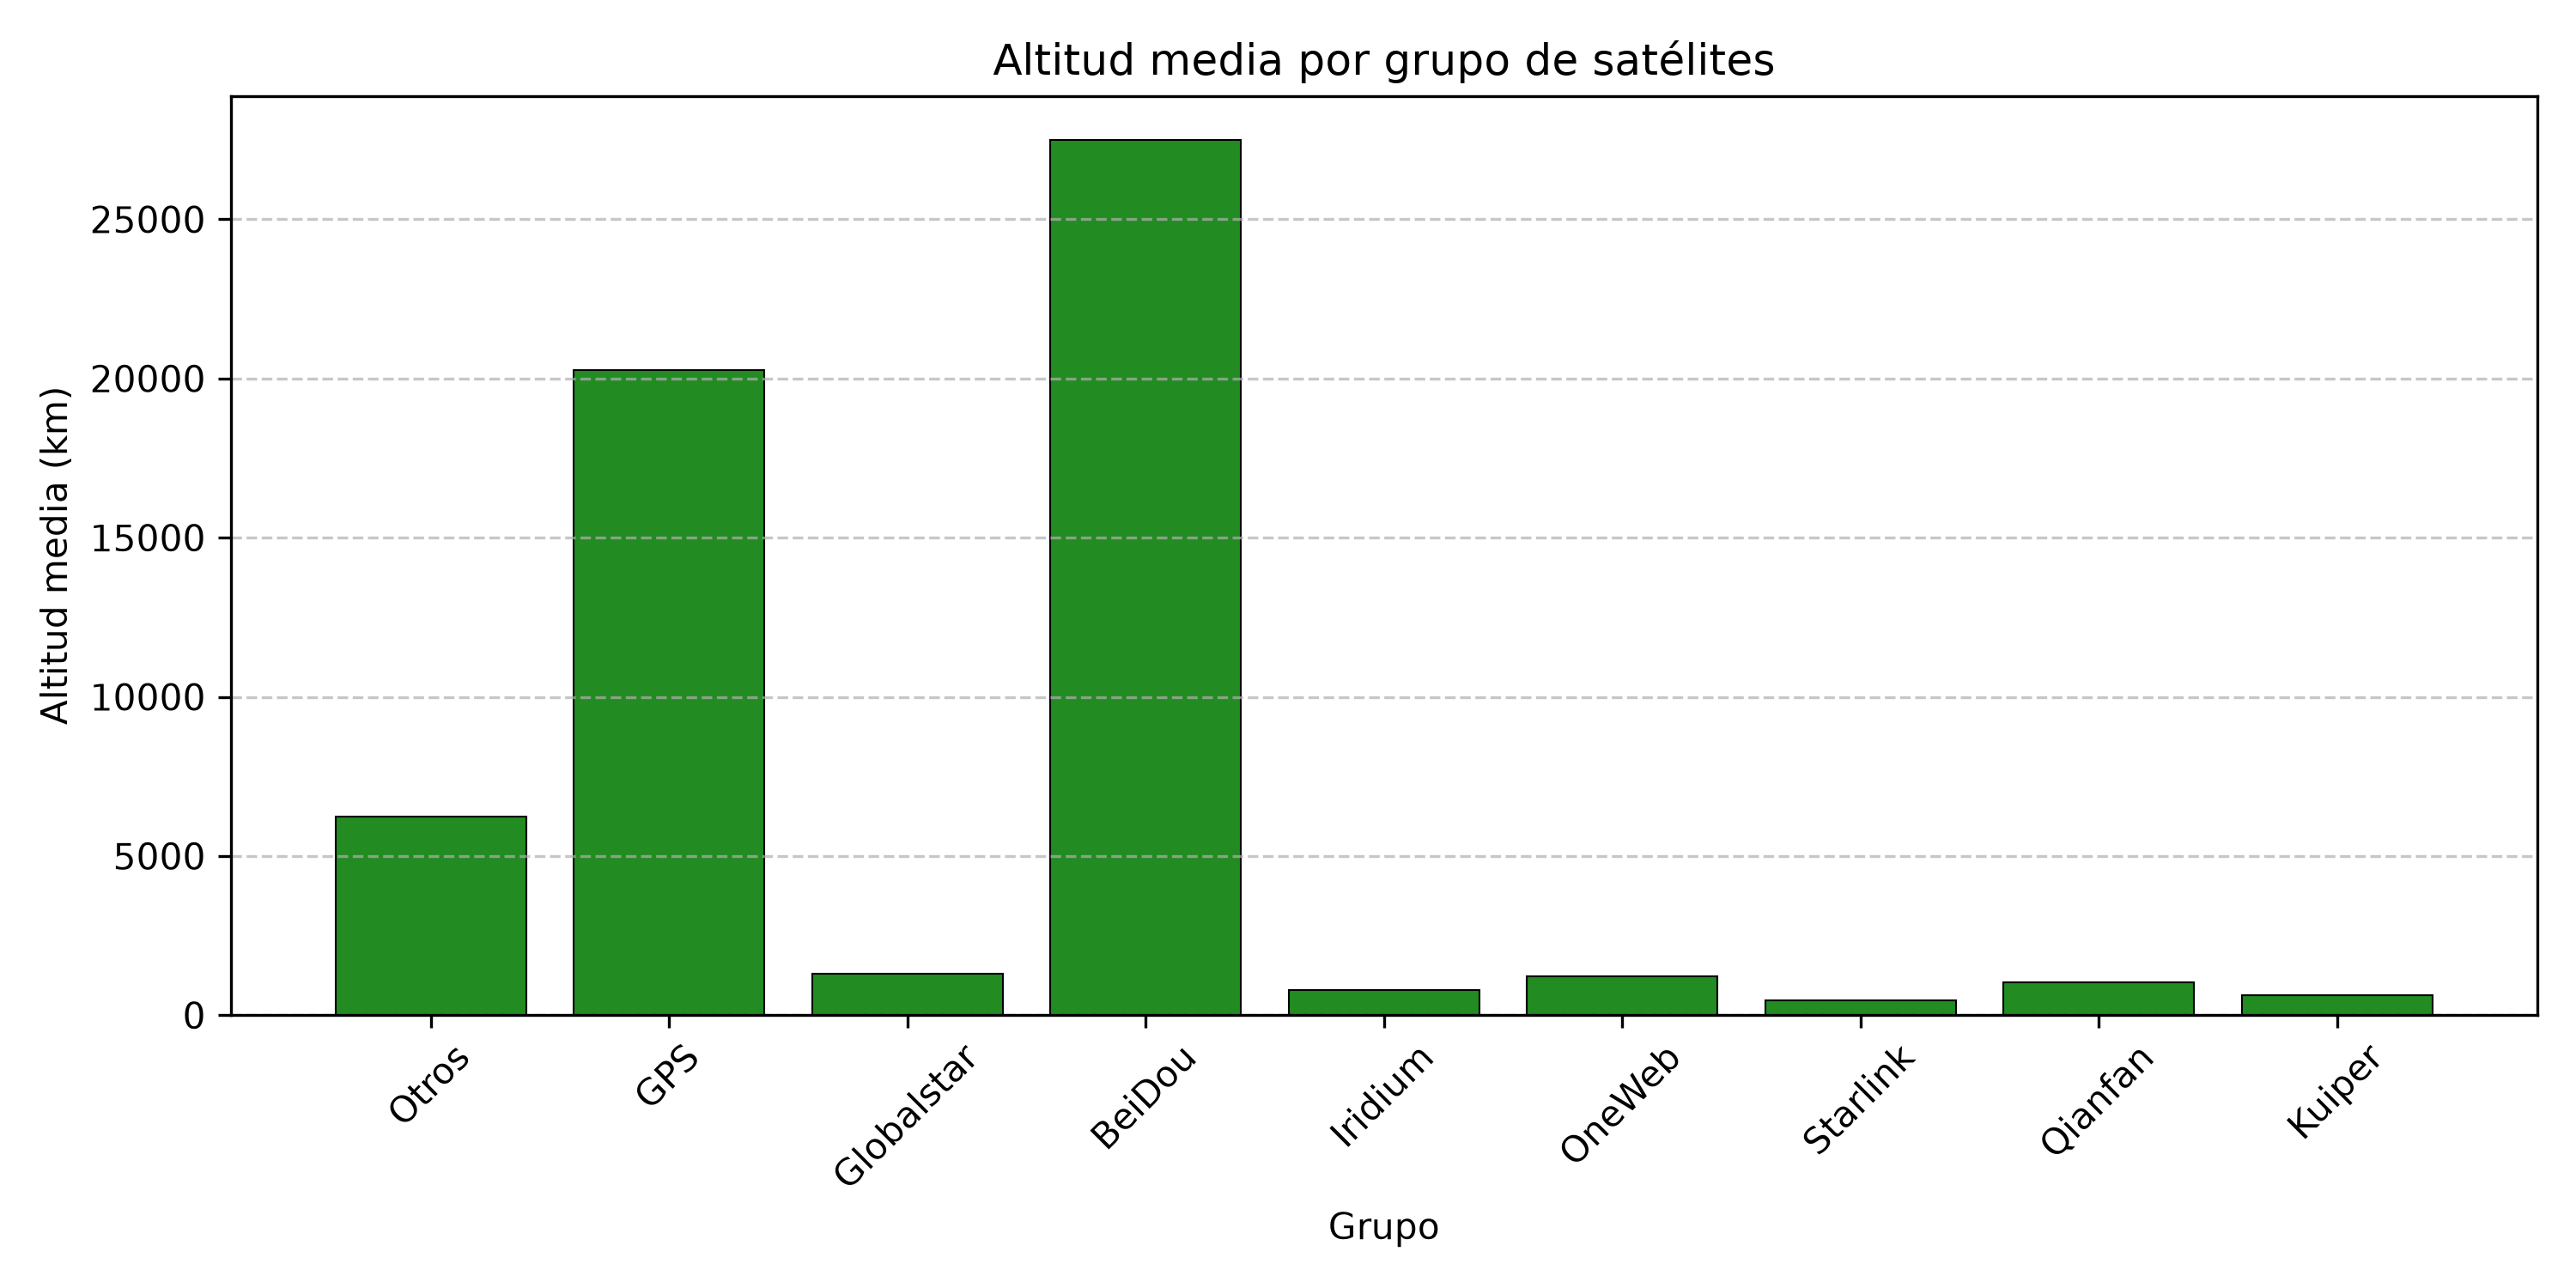 Altitud media por grupo de satélites
Altitud media (km)
25000
20000
15000
10000
5000
0
Otros
GPS
Globalstar
BeiDou
Iridium
OneWeb
Starlink
Qianfan
Kuiper
Grupo